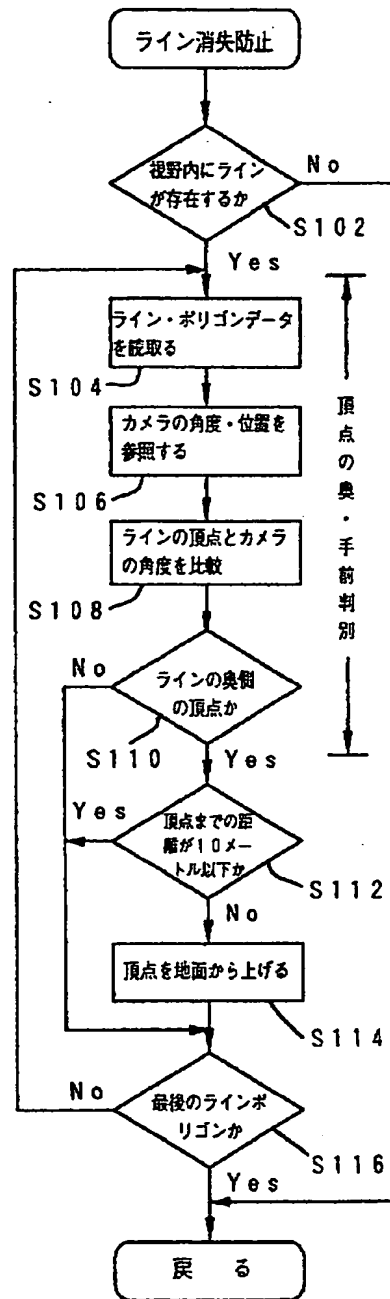 ライン消失防止
視野内にライン
が存在するか
No
S102
Yes
ライン・ポリゴンデータ
を読取る
S104
カメラの角度・位置を
参照する
S106
ラインの頂点とカメラ
の角度を比較
S108
頂点の奥・手前判別
No
ラインの奥側
の頂点か
S110
Yes
Yes
頂点までの距
離が10メー
トル以下か
S112
No
頂点を地面から上げる
S114
No
最後のラインポ
リゴンか
S116
Yes
戻る